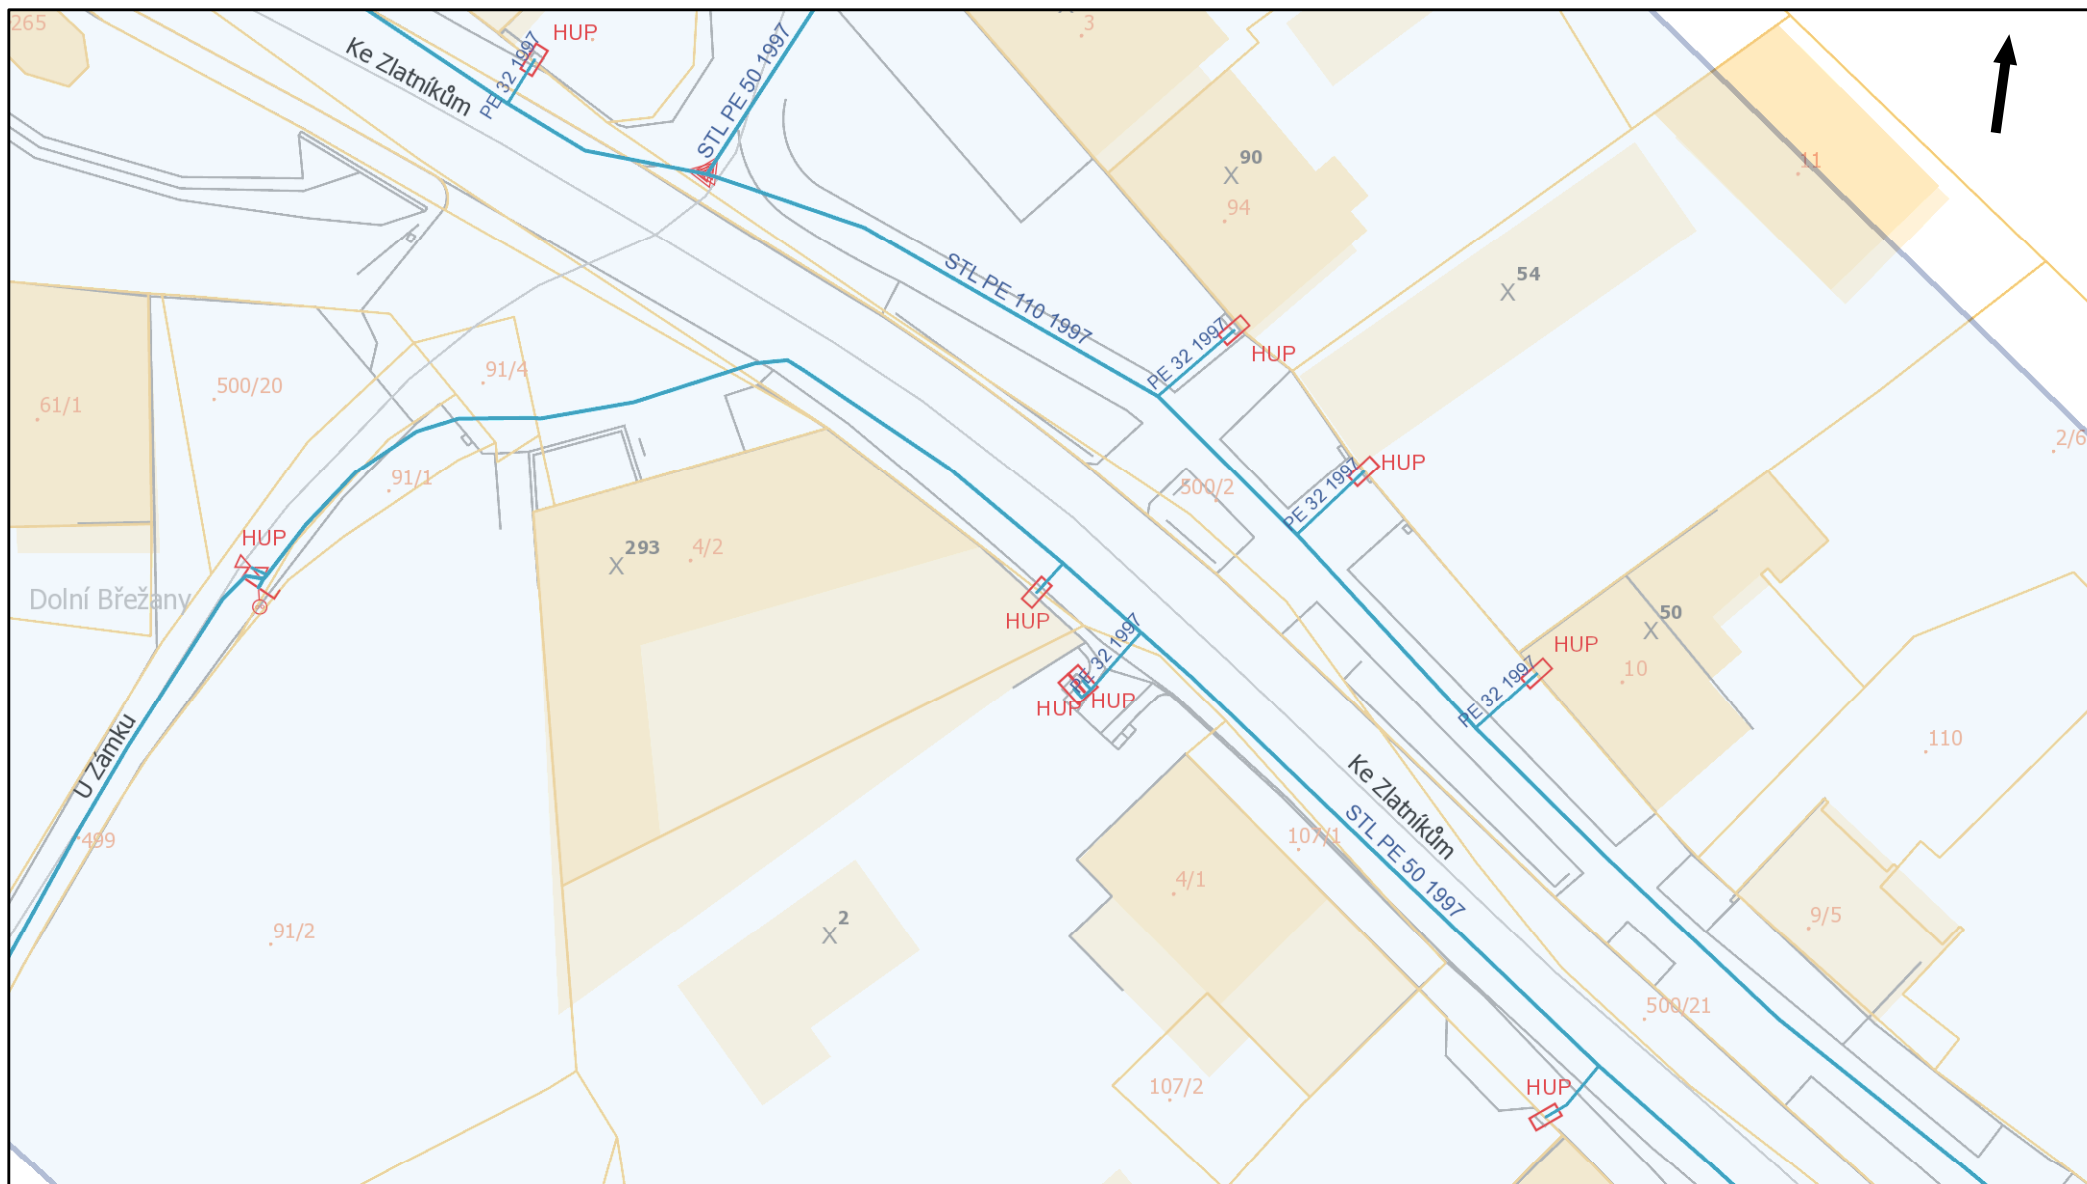 265
HUP
PE 32 1997
Ke Zlatníkům
STL PE 50 1997
3
90
94
11
54
STL PE 110 1997
PE 32 1997
HUP
91/4
500/20
61/1
2/6
HUP
PE 32 1997
91/1
500/2
HUP
293
4/2
Dolní Břežany
HUP
PE 32 1997
50
HUP
10
PE 32 1997
HUP
HUP
110
U Zámku
Ke Zlatníkům
STL PE 50 1997
107/1
499
4/1
2
91/2
9/5
500/21
HUP
107/2